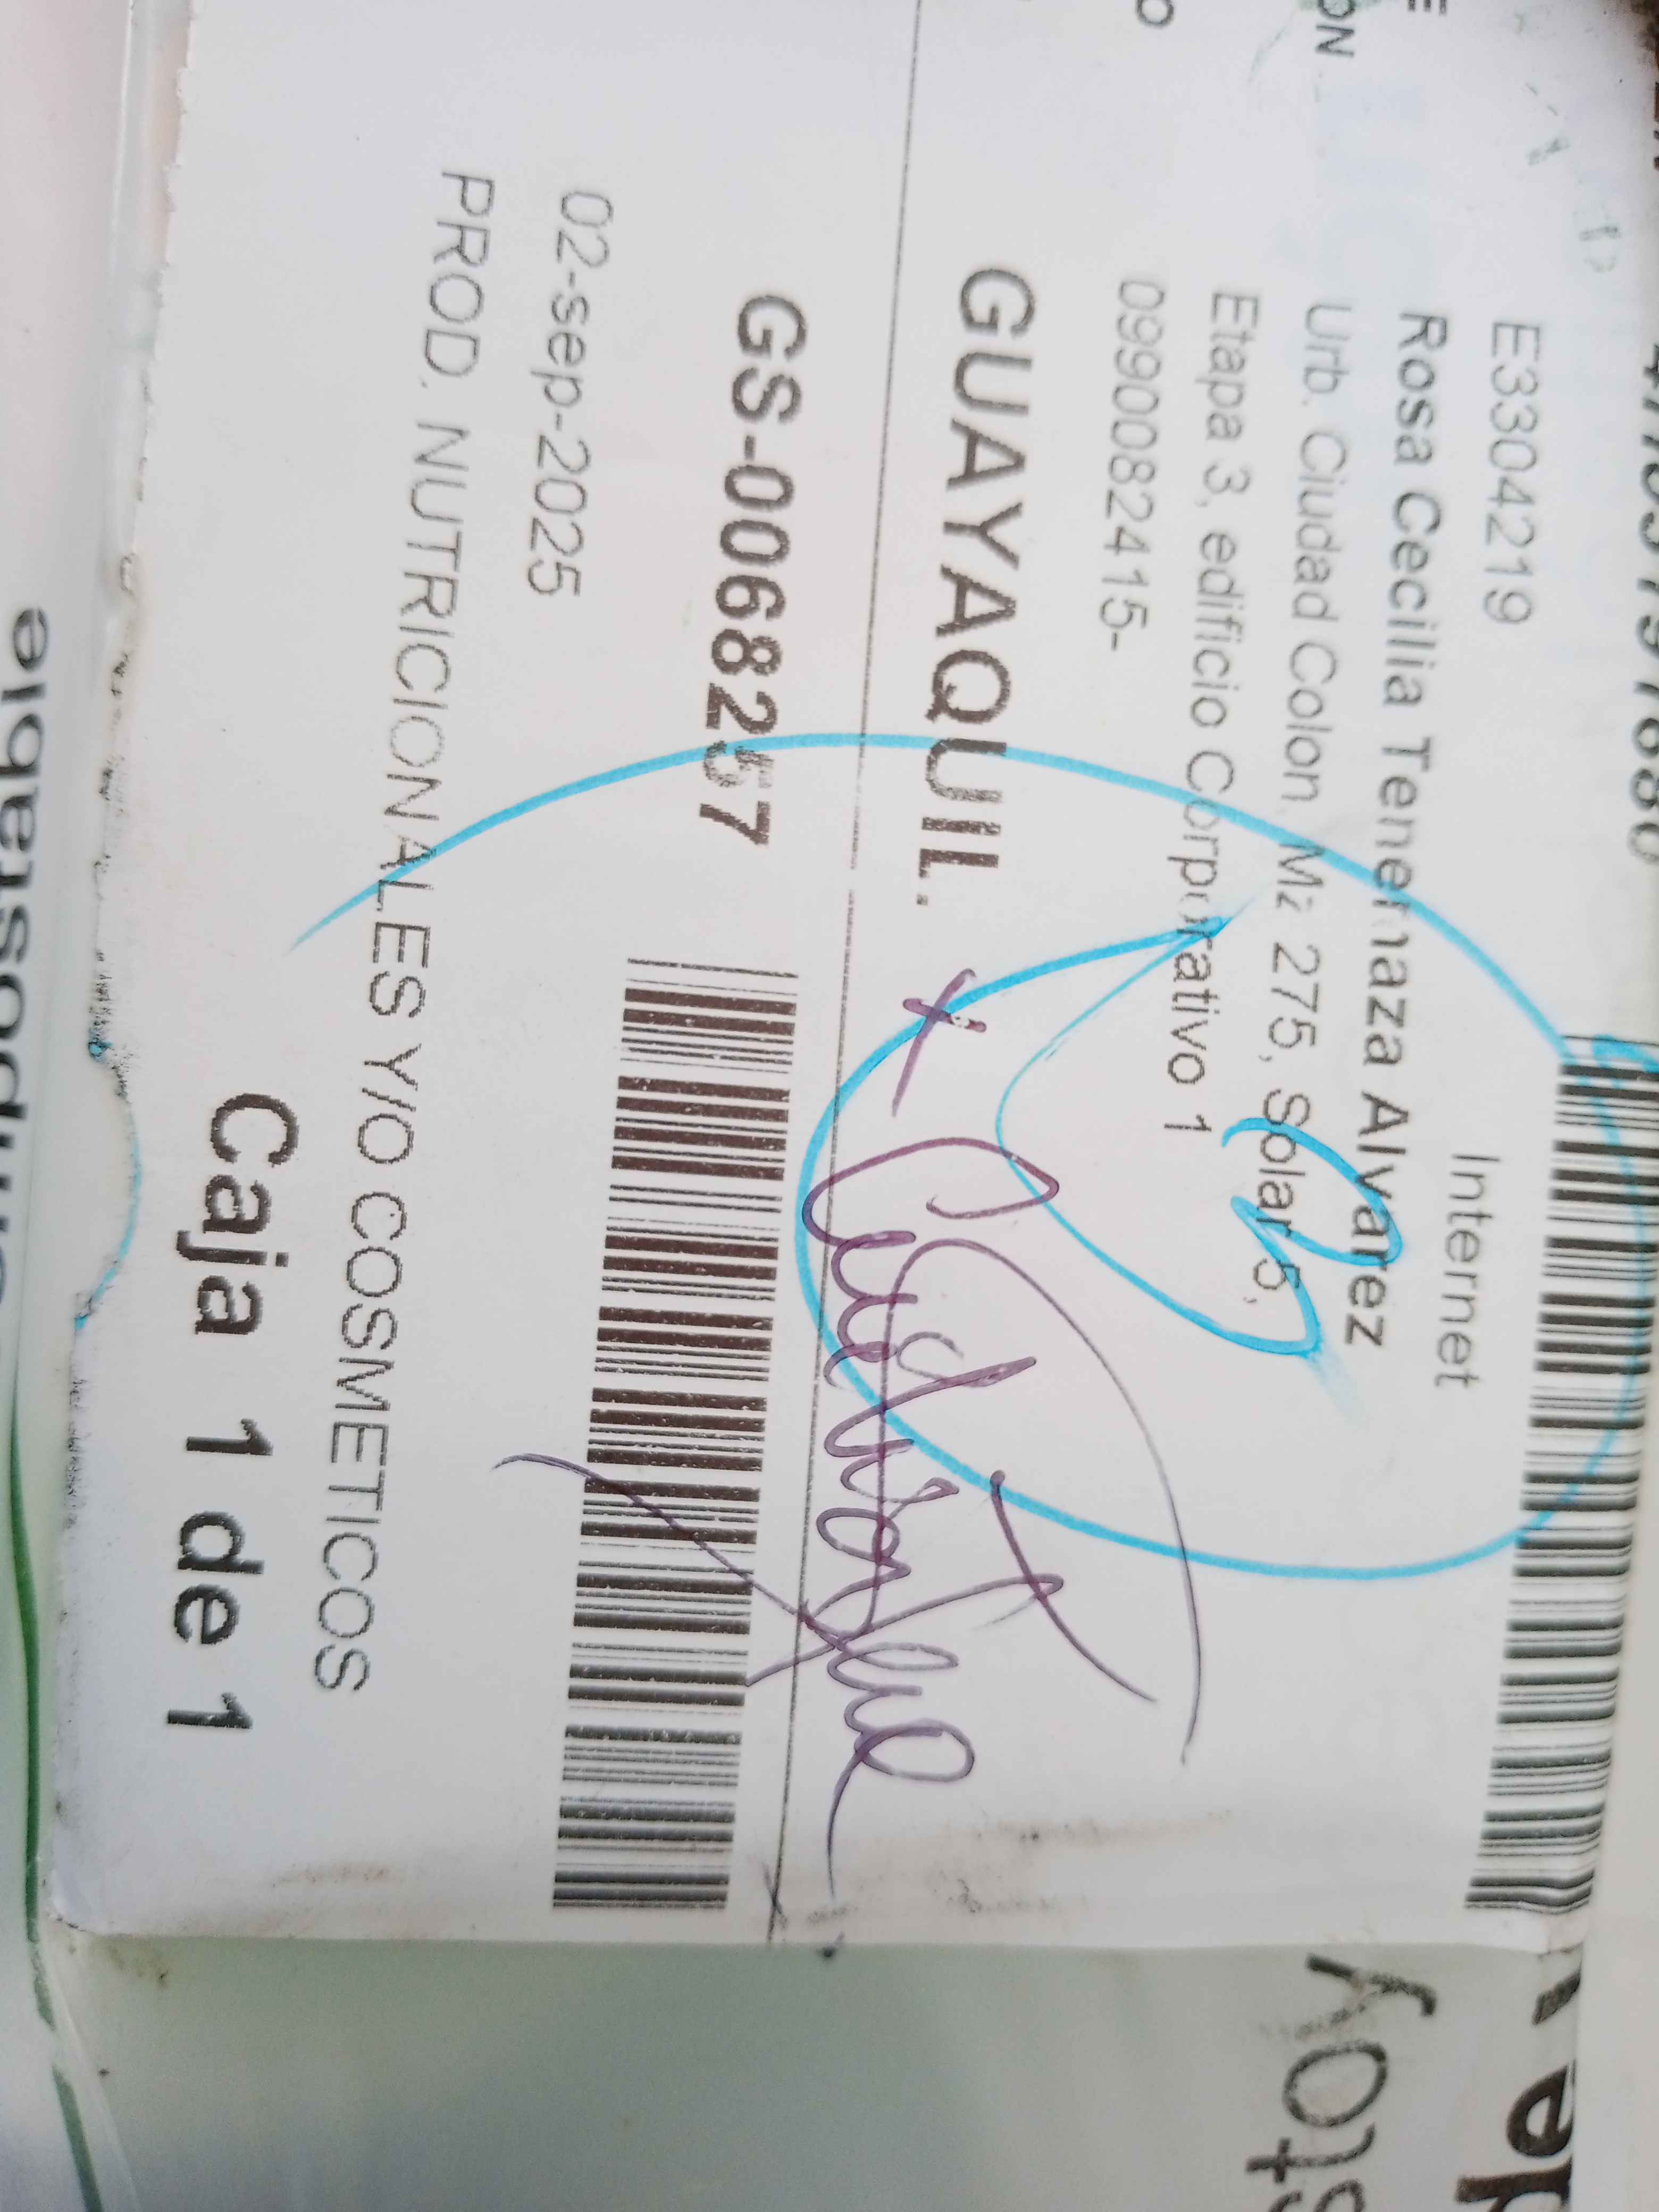 Internet
E3304219
Rosa Cecilia Tenemaza Alvarez
Urb. Ciudad Colon, Mz 275, Solar 5,
Etapa 3, edificio Corporativo 1
0990082415-
GUAYAQUIL.
GS-0068257
02-sep-2025
PROD. NUTRICIONALES Y/O COSMETICOS
Caja 1 de 1